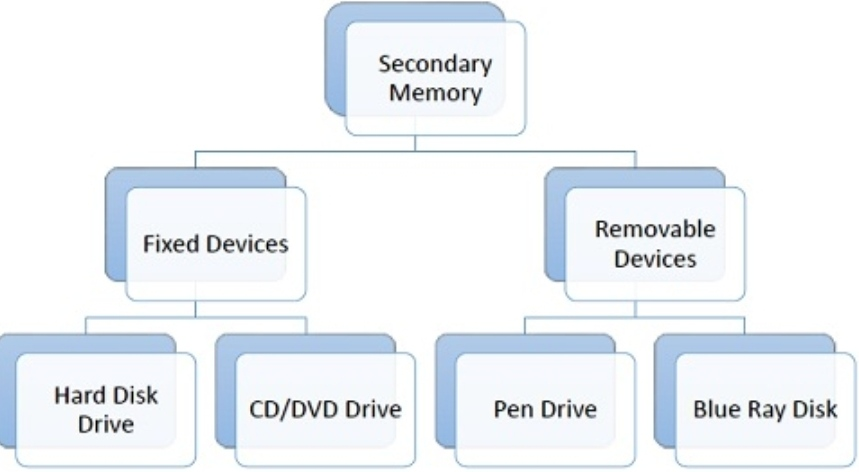 Secondary
Memory
Fixed Devices
Removable
Devices
Hard Disk
Drive
CD/DVD Drive
Pen Drive
Blue Ray Disk